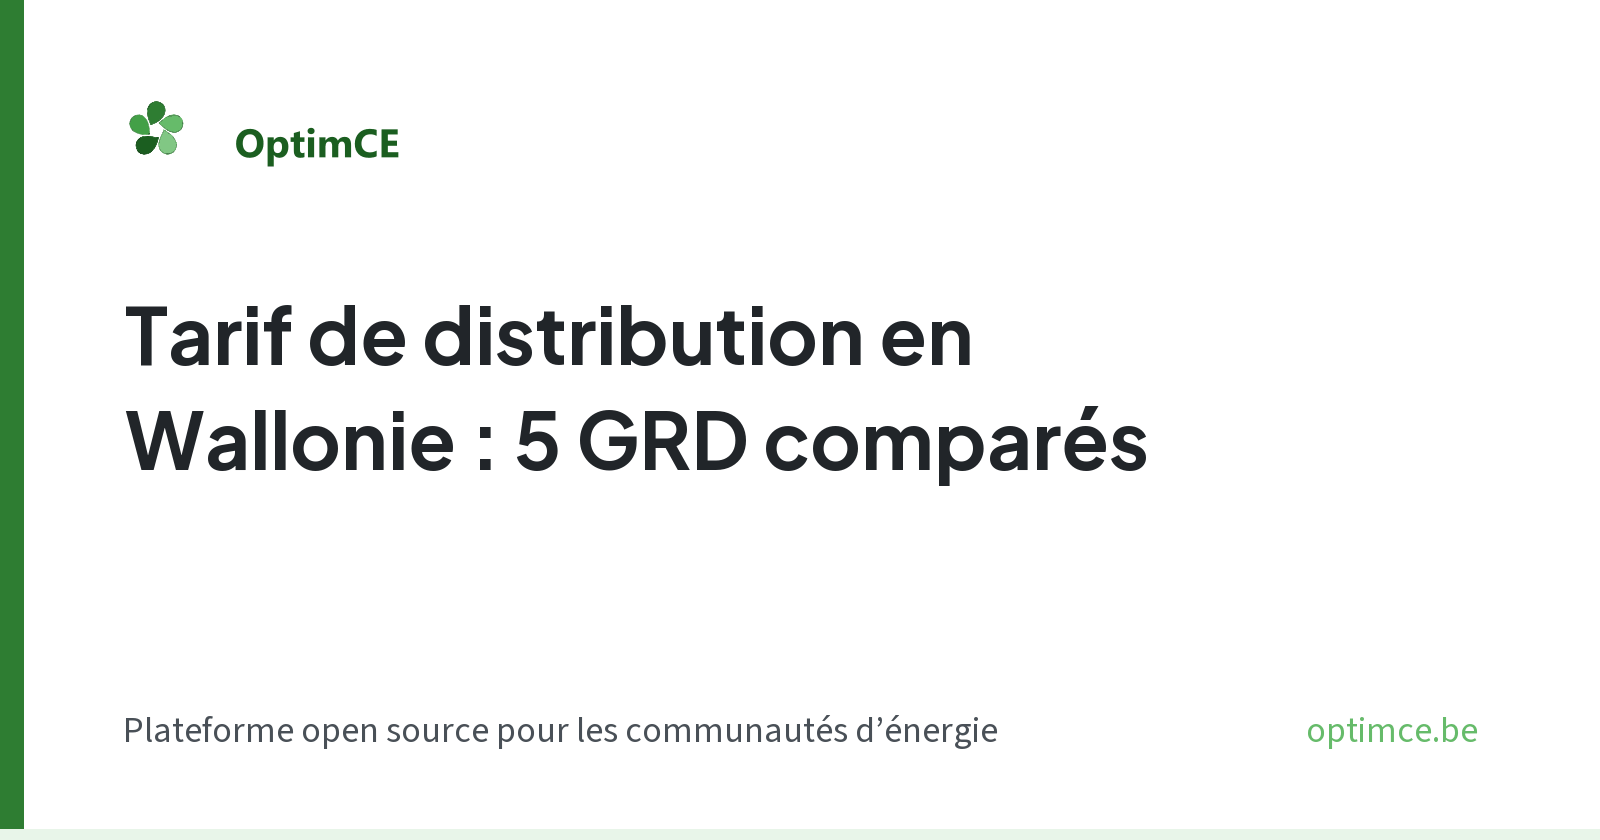 OptimCE
Tarif de distribution en
Wallonie : 5 GRD comparés
Plateforme open source pour les communautés d’énergie
optimce.be